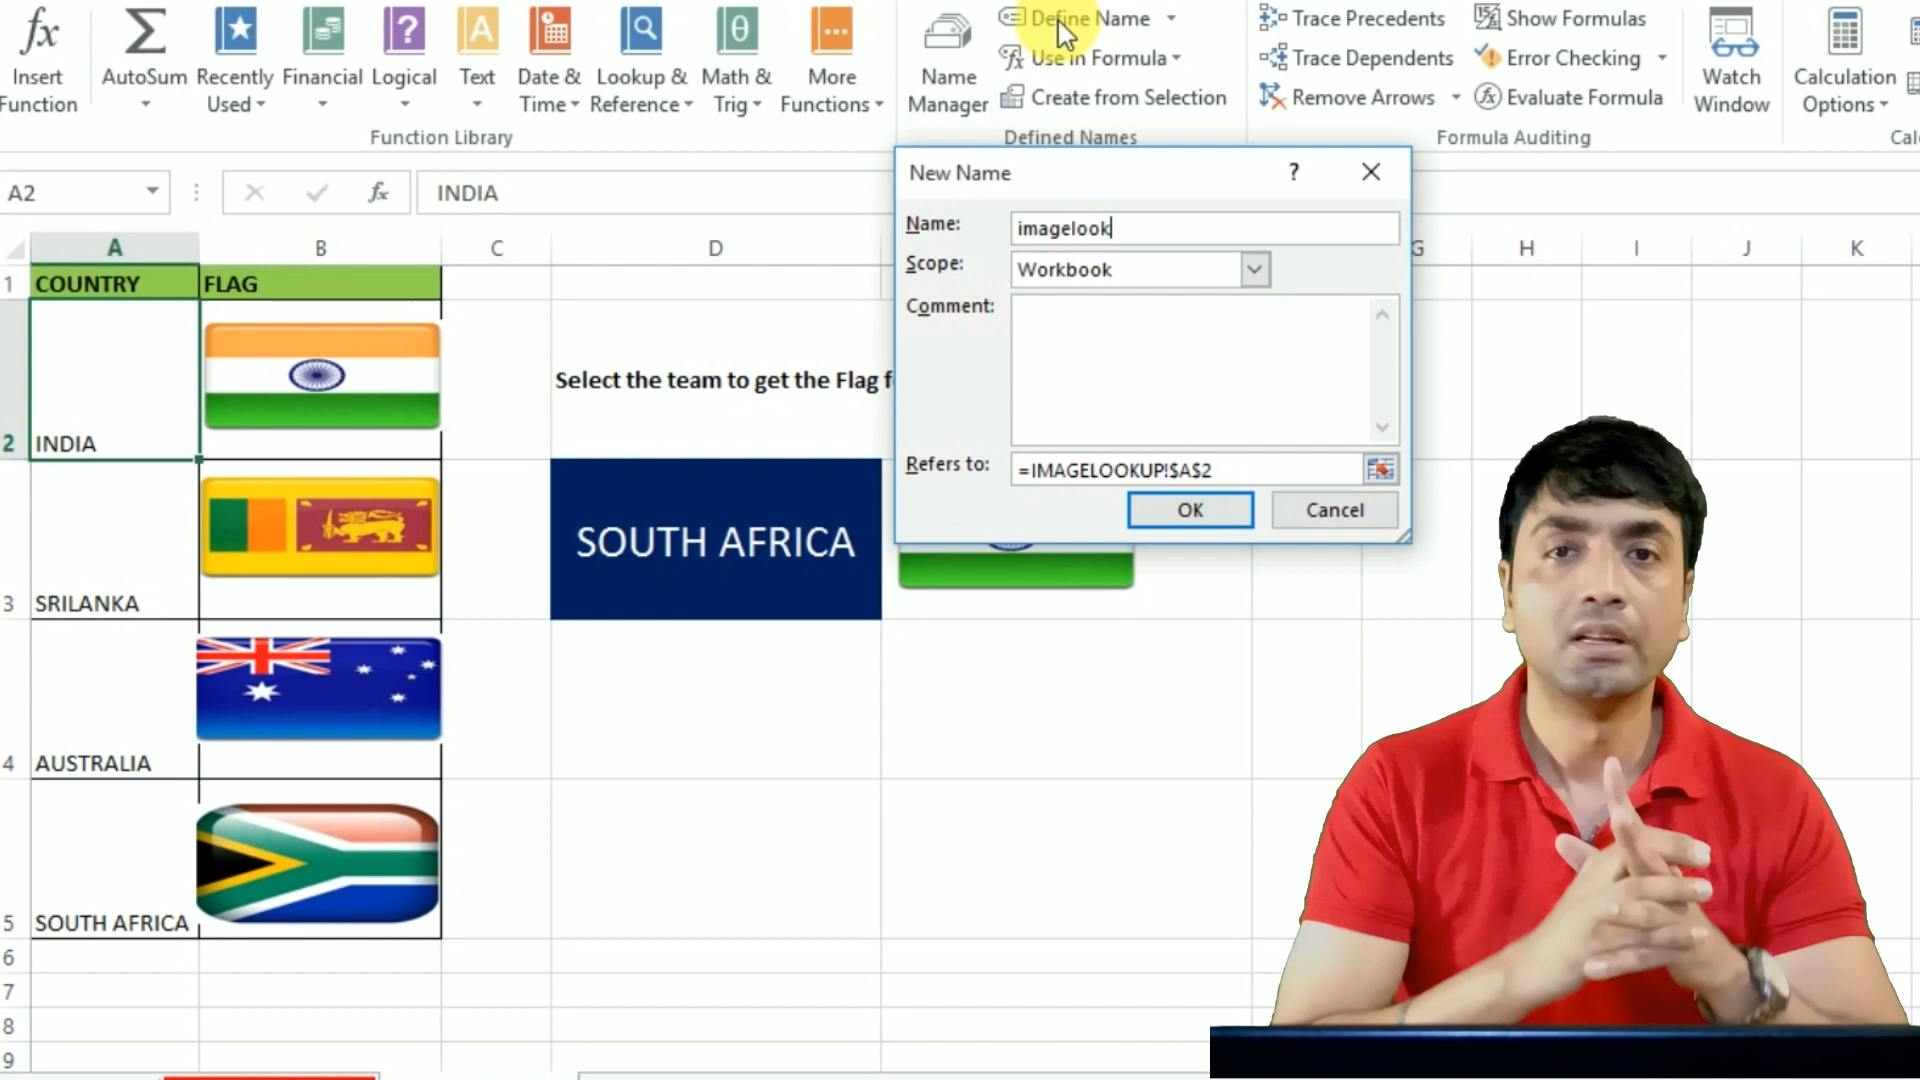 fx
Insert
Function
AutoSum
Recently
Used
Financial
Logical
Text
Date &
Time
Lookup &
Reference
Math &
Trig
More
Functions
Function Library
Name
Manager
Define Name
Use in Formula
Create from Selection
Defined Names
Trace Precedents
Trace Dependents
Remove Arrows
Show Formulas
Error Checking
Evaluate Formula
Formula Auditing
Watch
Window
Calculation
Options
A2
fx
INDIA
New Name
?
Name:
imagelook
Scope:
Workbook
Comment:
Refers to:
=IMAGELOOKUP!$A$2
OK
Cancel
A B C D G H I J K
1 COUNTRY FLAG
Select the team to get the Flag f
2 INDIA
SOUTH AFRICA
3 SRILANKA
4 AUSTRALIA
5 SOUTH AFRICA
6
7
8
9